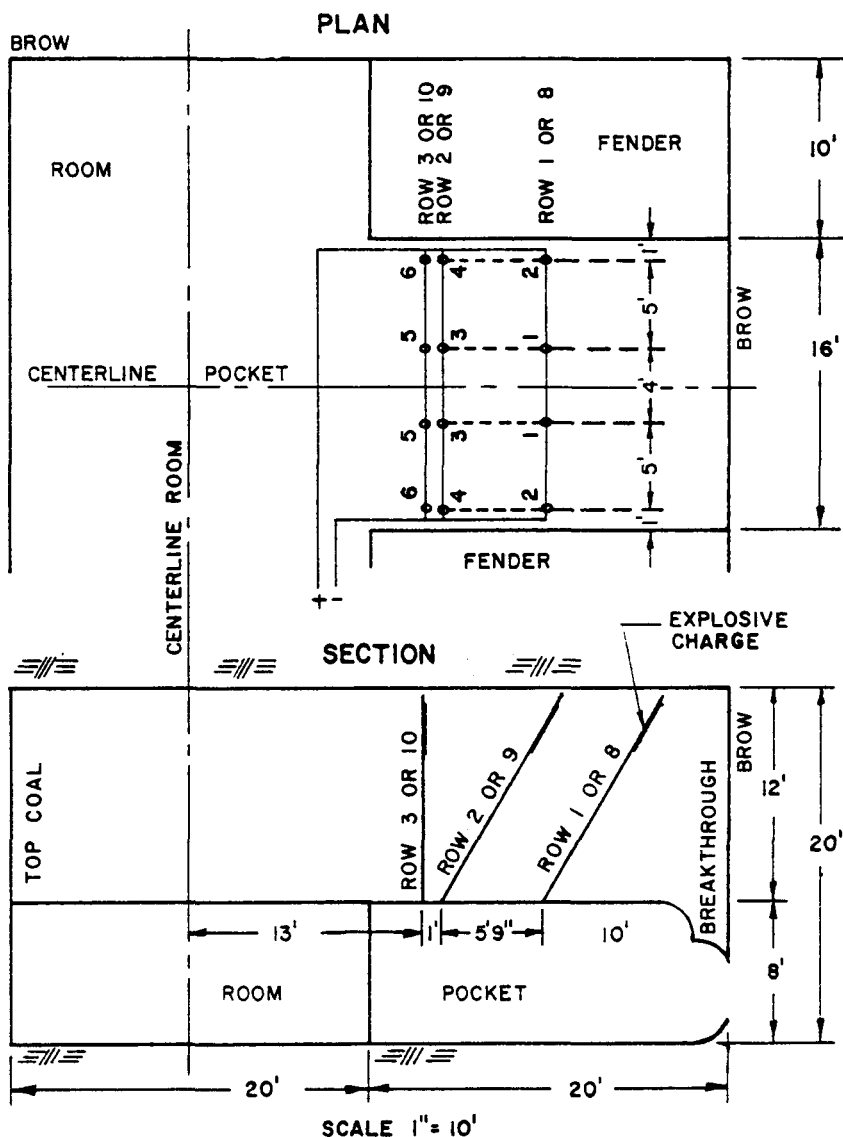 PLAN
BROW
ROOM
ROW 3 OR 10
ROW 2 OR 9
ROW 1 OR 8
FENDER
10'
1'
6
4
2
5'
BROW
16'
5
3
1
CENTERLINE POCKET
4'
5
3
1
5'
6
4
2
1'
FENDER
CENTERLINE ROOM
+ -
EXPLOSIVE
CHARGE
SECTION
TOP COAL
ROW 3 OR 10
ROW 2 OR 9
ROW 1 OR 8
BREAKTHROUGH
BROW
12'
20'
13'
1'
5'9"
10'
8'
ROOM
POCKET
20'
20'
SCALE 1"= 10'